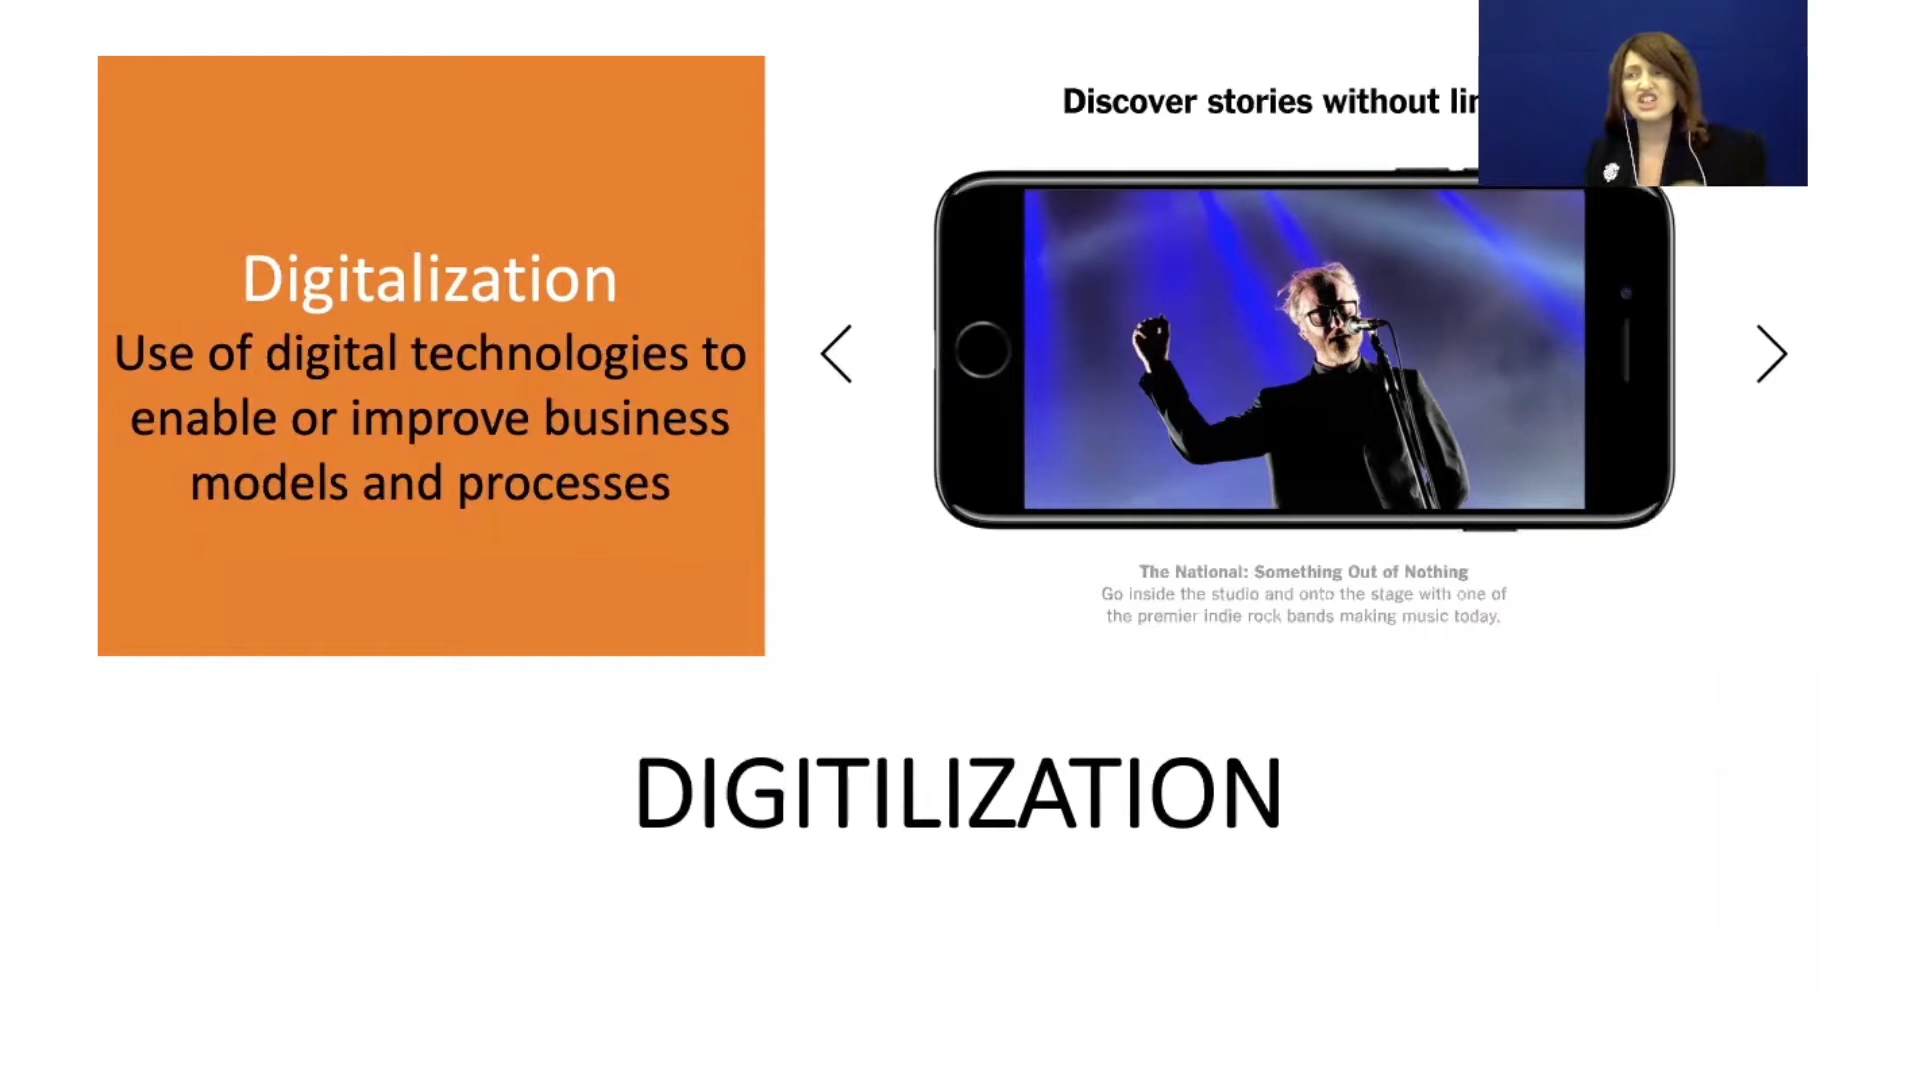 Digitalization
Use of digital technologies to
enable or improve business
models and processes
Discover stories without
The National: Something Out of Nothing
Go inside the studio and onto the stage with one of
the premier indie rock bands making music today.
DIGITILIZATION